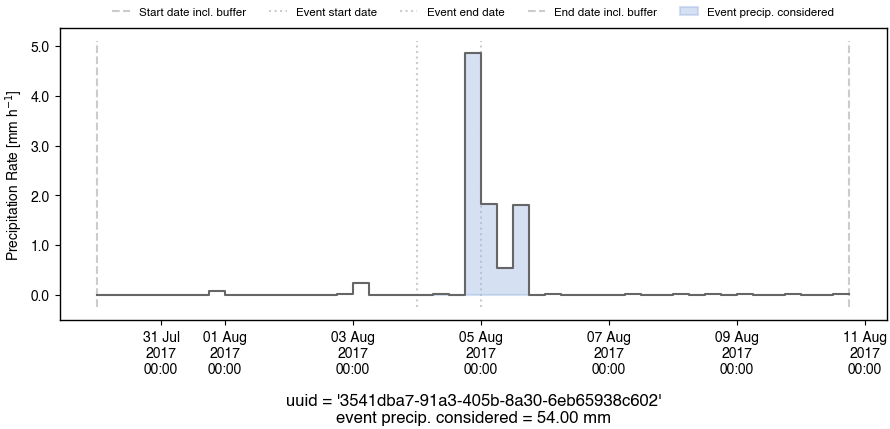 Start date incl. buffer
Event start date
Event end date
End date incl. buffer
Event precip. considered
Precipitation Rate [mm h⁻¹]
5.0
4.0
3.0
2.0
1.0
0.0
31 Jul
2017
00:00
01 Aug
2017
00:00
03 Aug
2017
00:00
05 Aug
2017
00:00
07 Aug
2017
00:00
09 Aug
2017
00:00
11 Aug
2017
00:00
uuid = '3541dba7-91a3-405b-8a30-6eb65938c602'
event precip. considered = 54.00 mm